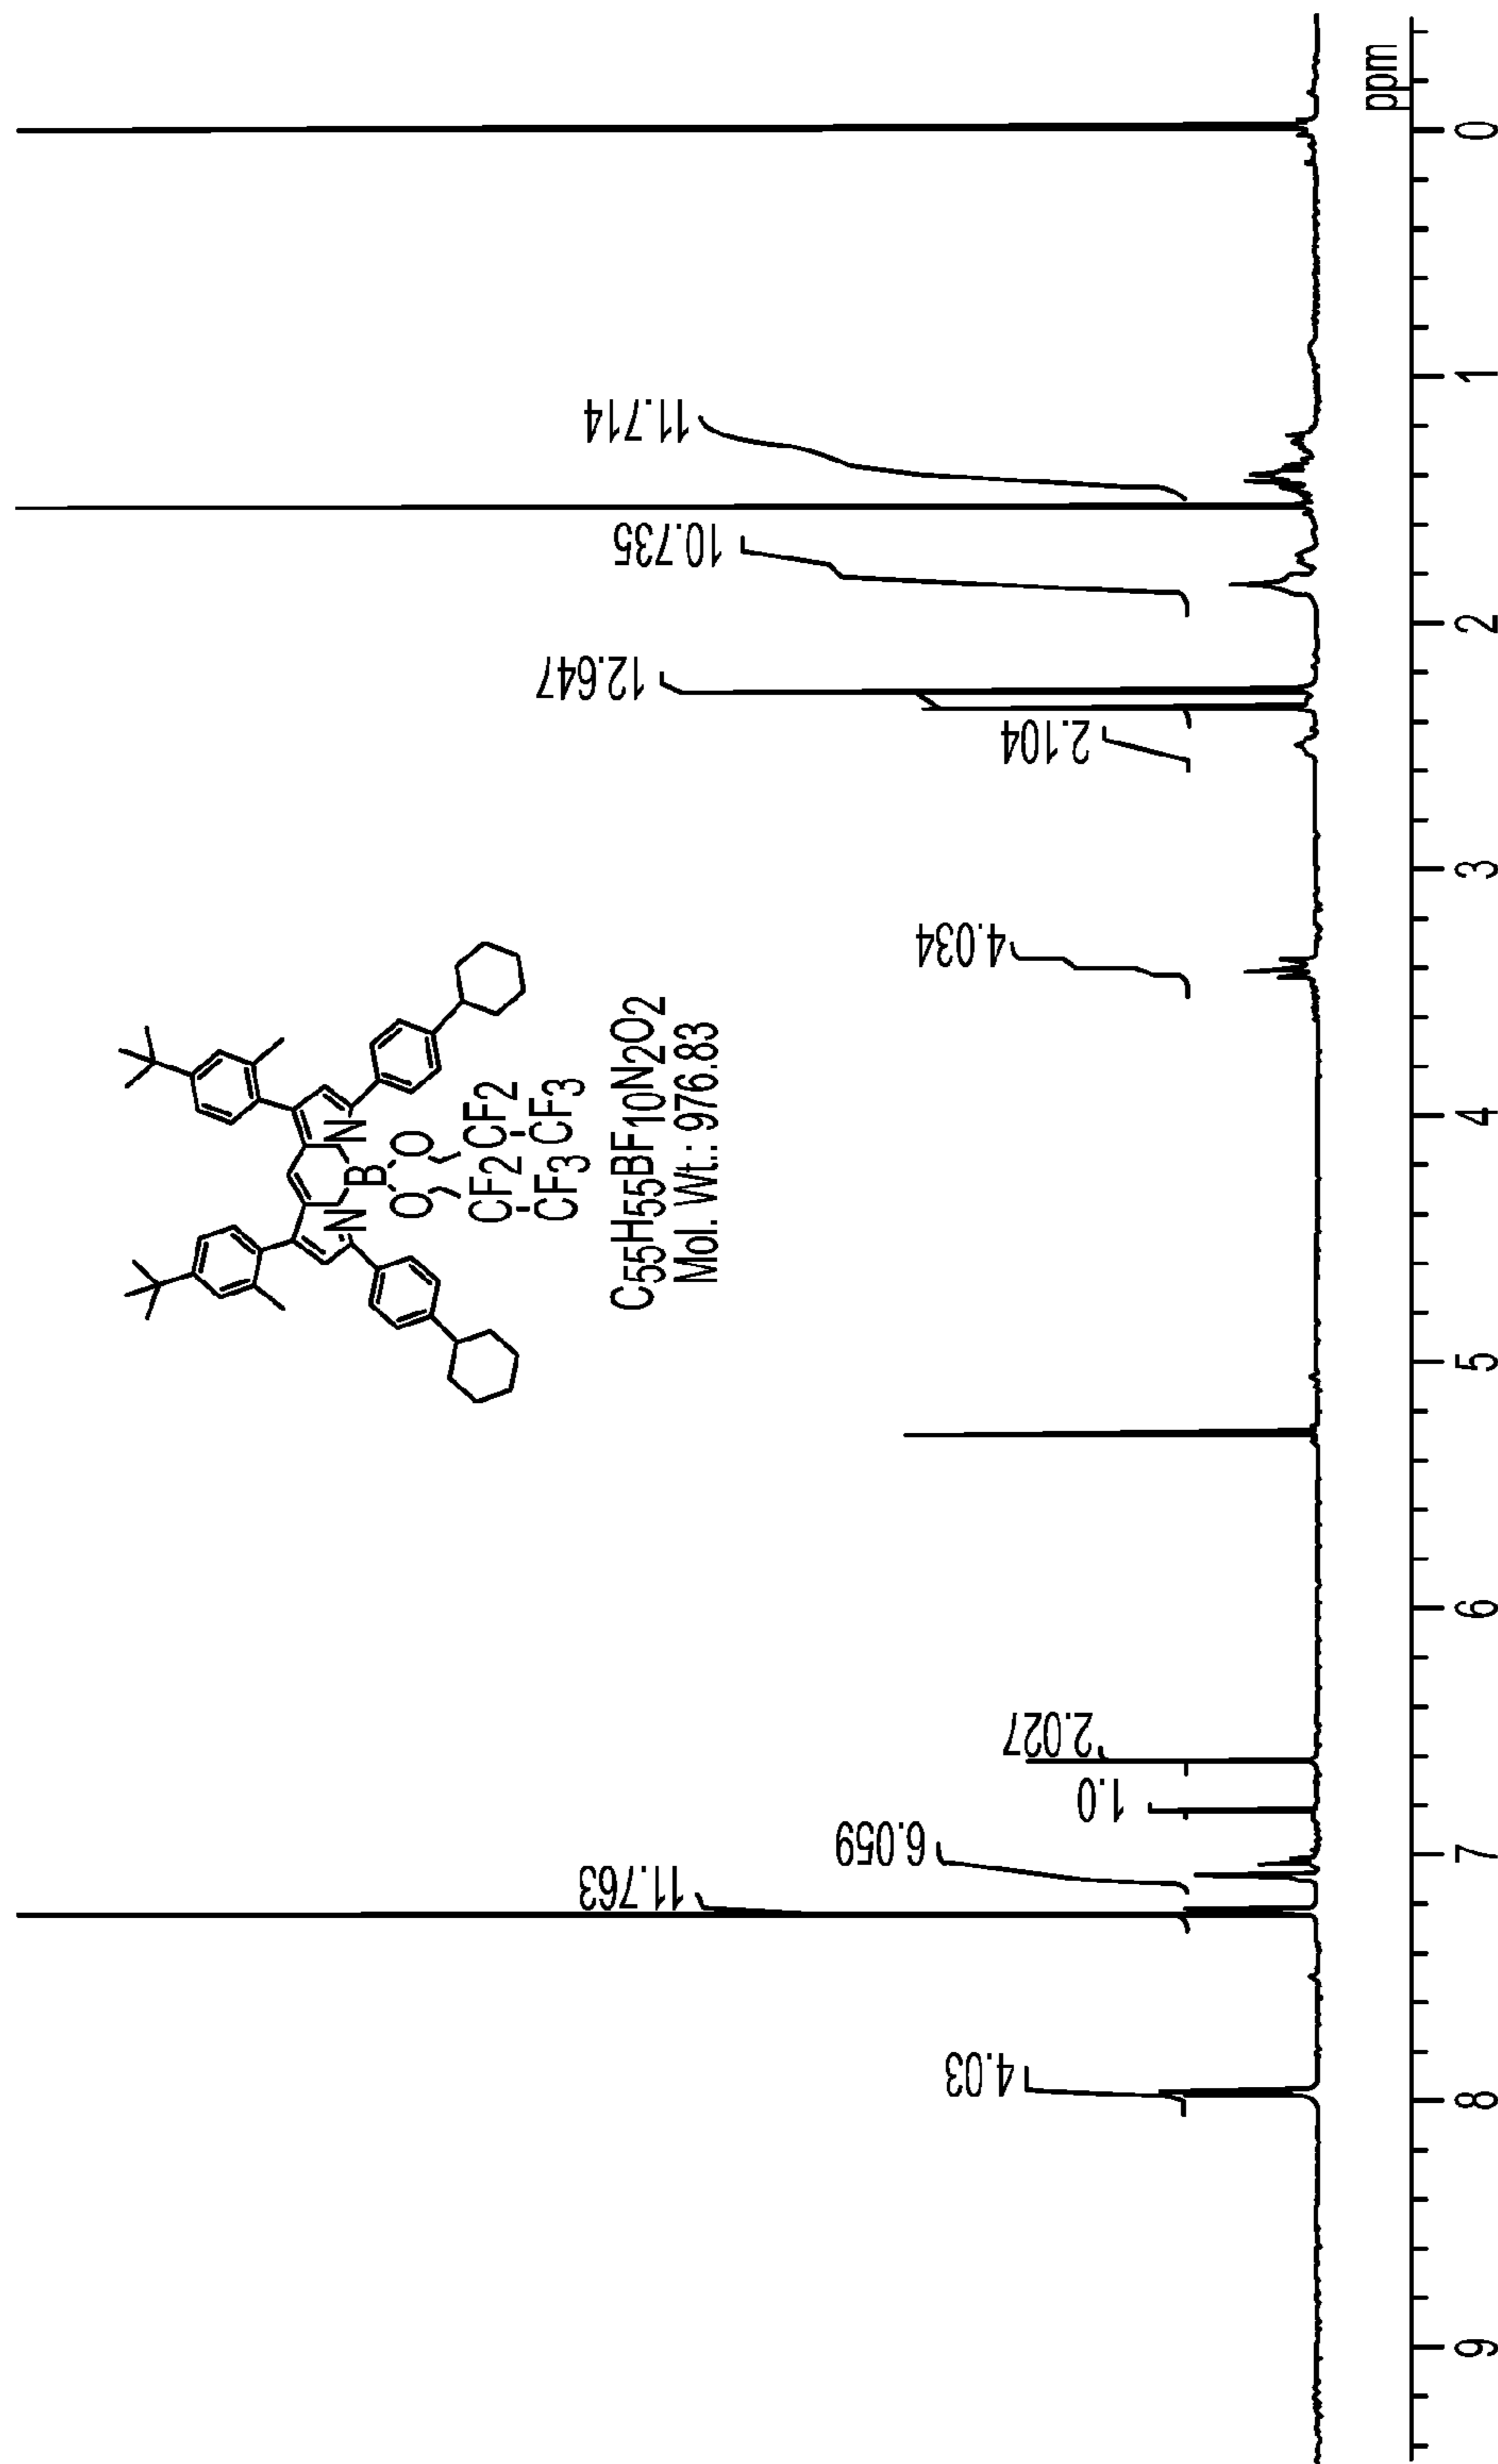 N N
B
O O
CF2 CF2
CF3 CF3
C55H55BF10N2O2
Mol. Wt.: 976.83
4.03
11.763
6.059
1.0
2.027
4.034
2.104
12.647
10.735
11.714
ppm
9 8 7 6 5 4 3 2 1 0